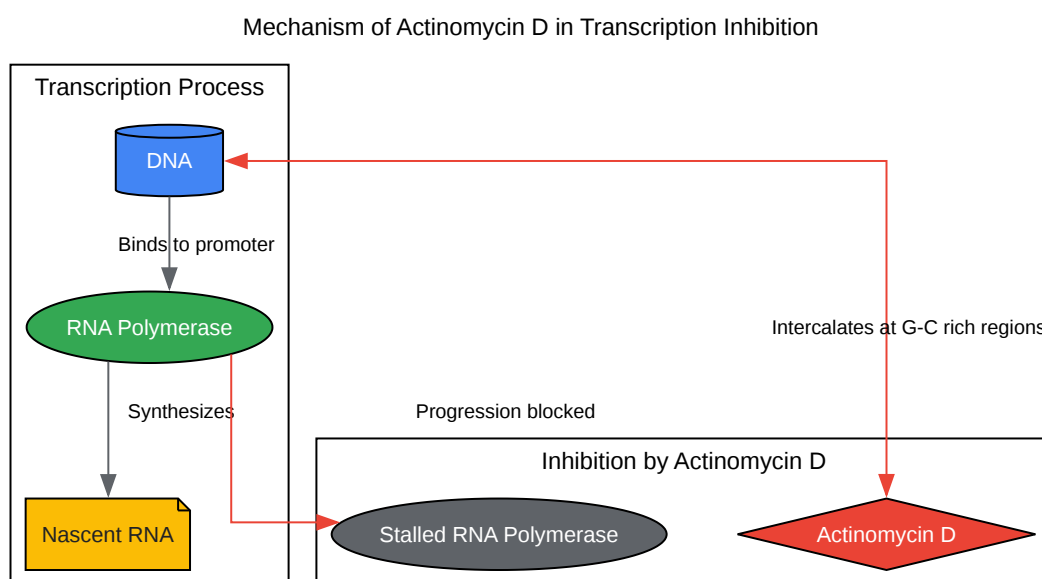 Mechanism of Actinomycin D in Transcription Inhibition
Transcription Process
DNA
Binds to promoter
RNA Polymerase
Intercalates at G-C rich regions
Synthesizes
Progression blocked
Inhibition by Actinomycin D
Nascent RNA
Stalled RNA Polymerase
Actinomycin D